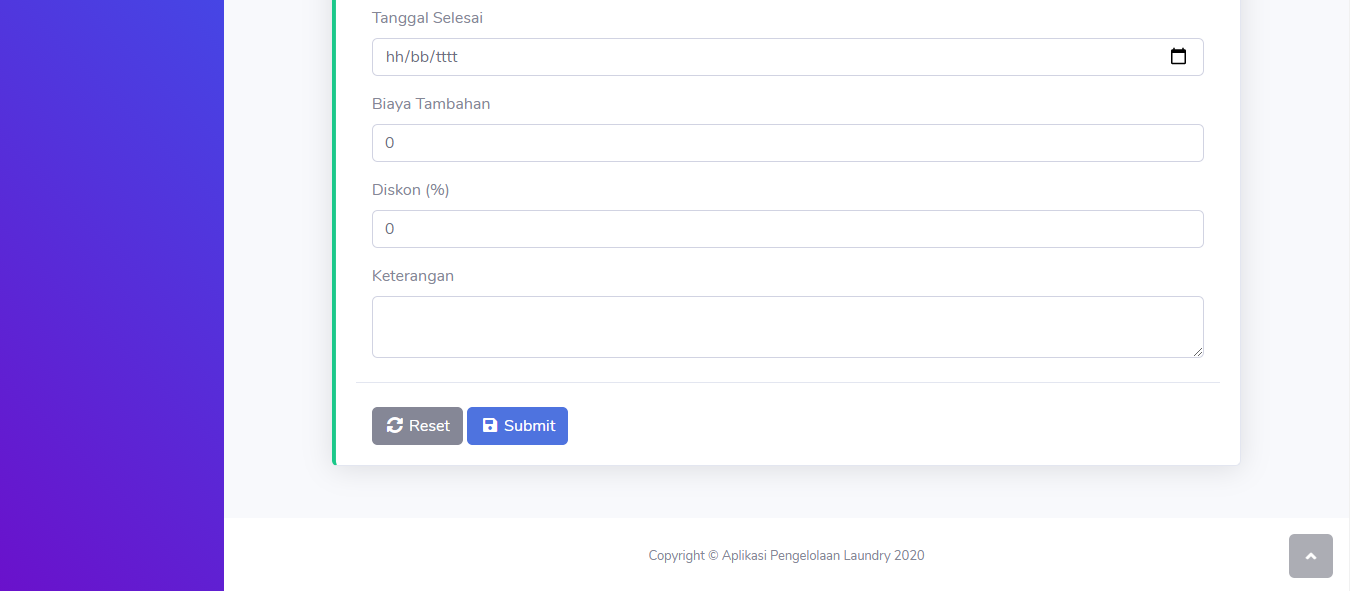 Tanggal Selesai
hh/bb/tttt
Biaya Tambahan
0
Diskon (%)
0
Keterangan
Reset Submit
Copyright © Aplikasi Pengelolaan Laundry 2020